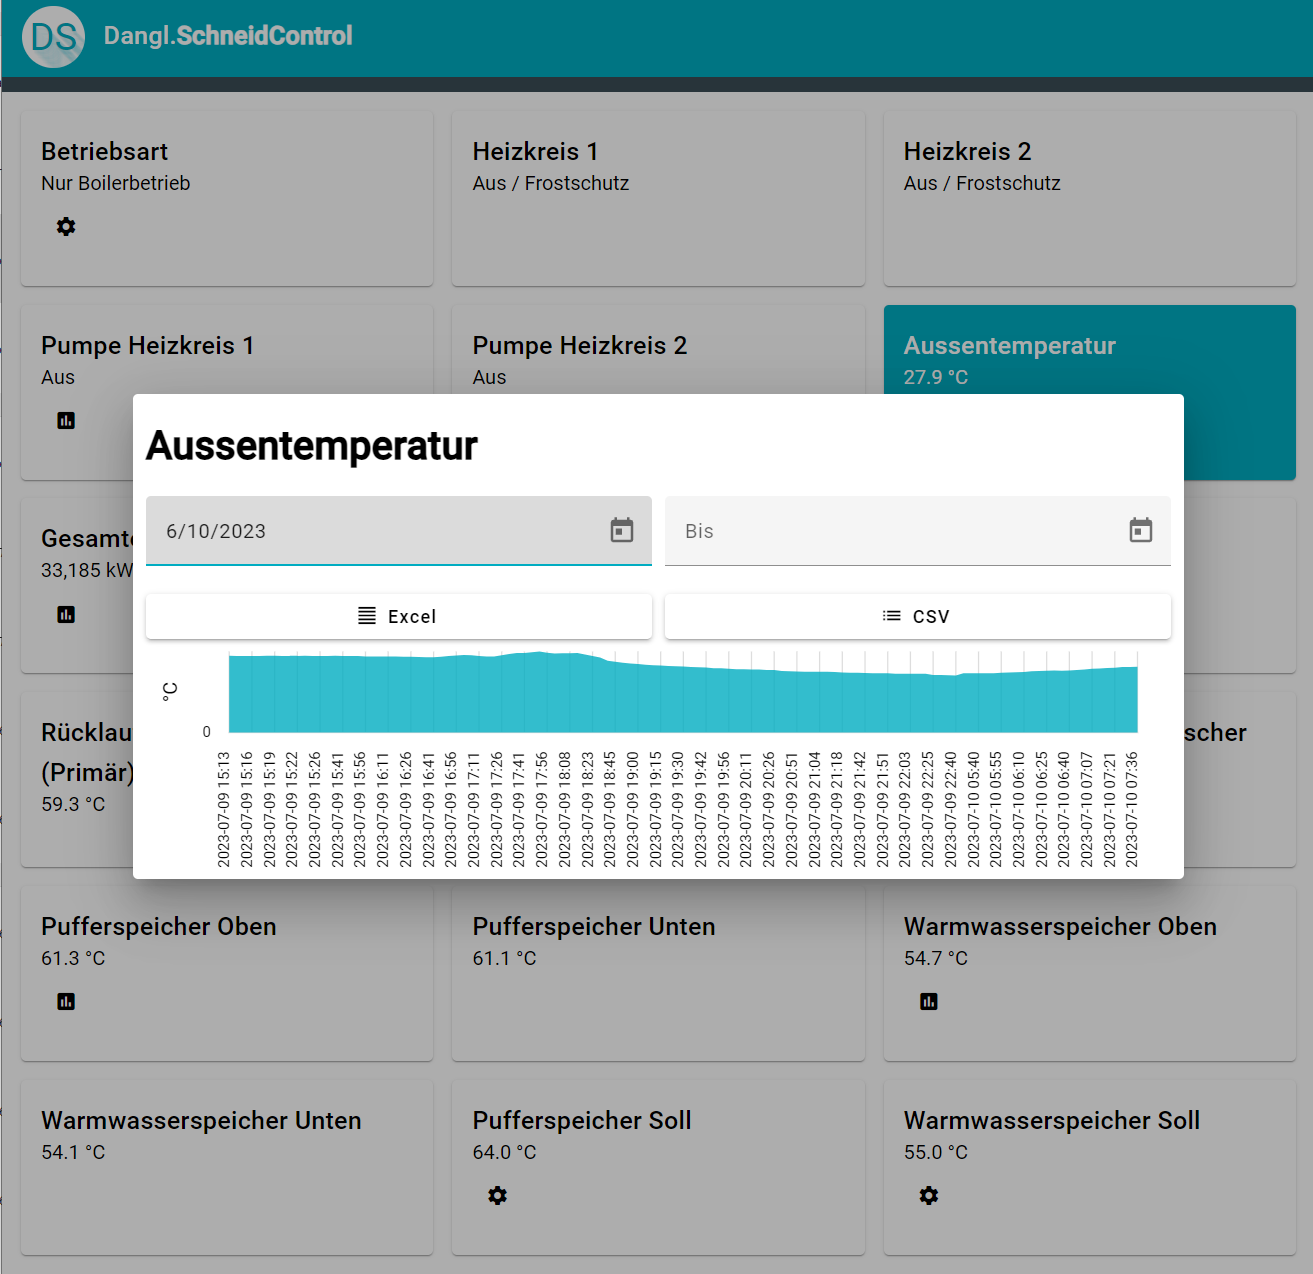 DS Dangl.SchneidControl
Betriebsart
Nur Boilerbetrieb
Heizkreis 1
Aus / Frostschutz
Heizkreis 2
Aus / Frostschutz
Pumpe Heizkreis 1
Aus
Pumpe Heizkreis 2
Aus
Aussentemperatur
27.9 °C
Aussentemperatur
6/10/2023
Bis
Excel
CSV
°C
0
2023-07-09 15:13
2023-07-09 15:16
2023-07-09 15:19
2023-07-09 15:22
2023-07-09 15:26
2023-07-09 15:41
2023-07-09 15:56
2023-07-09 16:11
2023-07-09 16:26
2023-07-09 16:41
2023-07-09 16:56
2023-07-09 17:11
2023-07-09 17:26
2023-07-09 17:41
2023-07-09 17:56
2023-07-09 18:08
2023-07-09 18:23
2023-07-09 18:45
2023-07-09 19:00
2023-07-09 19:15
2023-07-09 19:30
2023-07-09 19:42
2023-07-09 19:56
2023-07-09 20:11
2023-07-09 20:26
2023-07-09 20:51
2023-07-09 21:04
2023-07-09 21:18
2023-07-09 21:42
2023-07-09 21:51
2023-07-09 22:03
2023-07-09 22:25
2023-07-09 22:40
2023-07-10 05:40
2023-07-10 05:55
2023-07-10 06:10
2023-07-10 06:25
2023-07-10 06:40
2023-07-10 07:07
2023-07-10 07:21
2023-07-10 07:36
Gesamte
33,185 kW
Rücklau
(Primär)
59.3 °C
scher
Pufferspeicher Oben
61.3 °C
Pufferspeicher Unten
61.1 °C
Warmwasserspeicher Oben
54.7 °C
Warmwasserspeicher Unten
54.1 °C
Pufferspeicher Soll
64.0 °C
Warmwasserspeicher Soll
55.0 °C